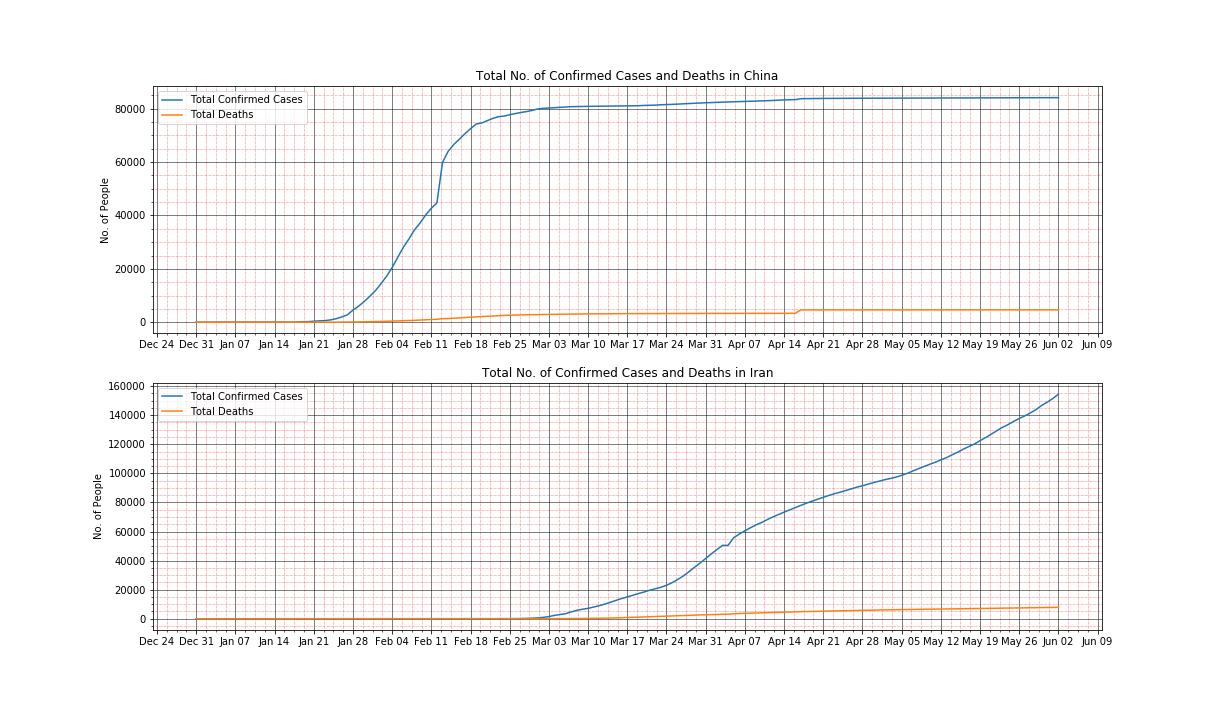 Total No. of Confirmed Cases and Deaths in China
Total Confirmed Cases
Total Deaths
No. of People
80000
60000
40000
20000
0
Dec 24 Dec 31 Jan 07 Jan 14 Jan 21 Jan 28 Feb 04 Feb 11 Feb 18 Feb 25 Mar 03 Mar 10 Mar 17 Mar 24 Mar 31 Apr 07 Apr 14 Apr 21 Apr 28 May 05 May 12 May 19 May 26 Jun 02 Jun 09
Total No. of Confirmed Cases and Deaths in Iran
Total Confirmed Cases
Total Deaths
No. of People
160000
140000
120000
100000
80000
60000
40000
20000
0
Dec 24 Dec 31 Jan 07 Jan 14 Jan 21 Jan 28 Feb 04 Feb 11 Feb 18 Feb 25 Mar 03 Mar 10 Mar 17 Mar 24 Mar 31 Apr 07 Apr 14 Apr 21 Apr 28 May 05 May 12 May 19 May 26 Jun 02 Jun 09